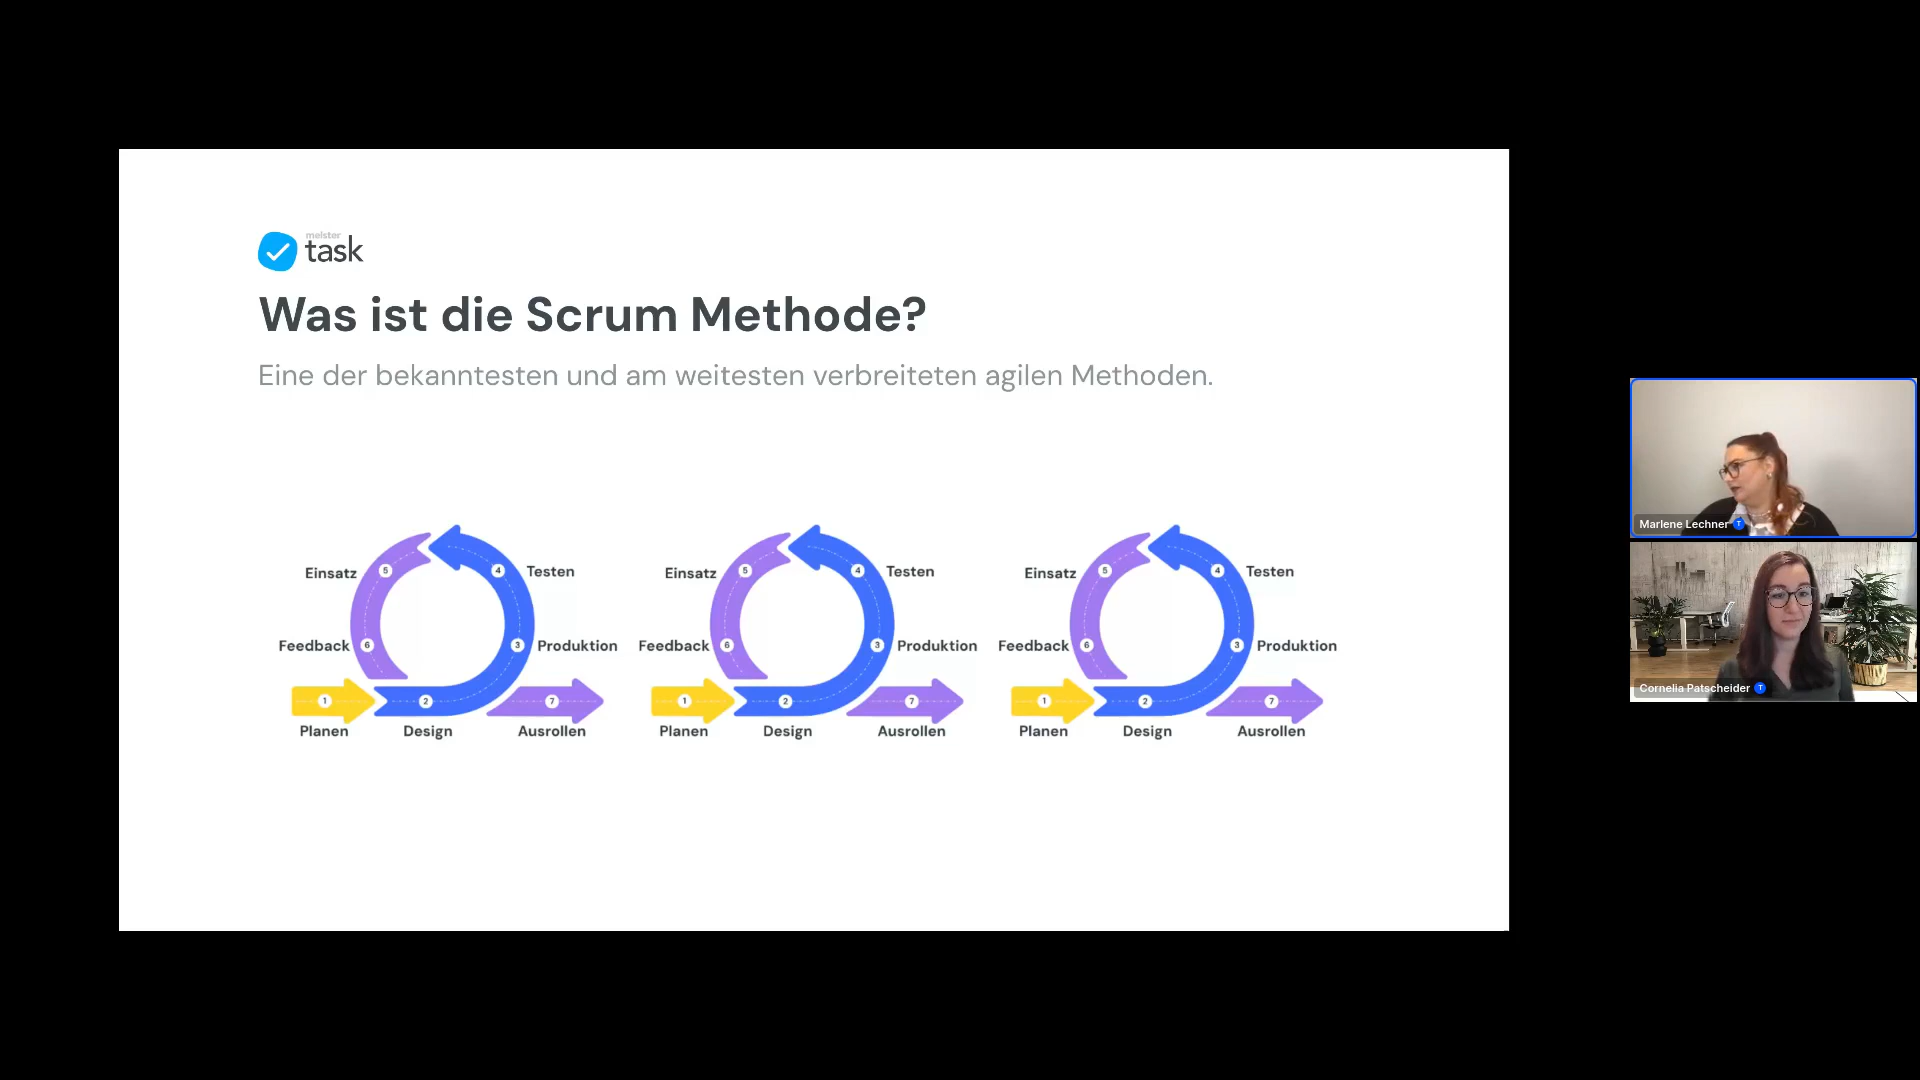 meister
task
Was ist die Scrum Methode?
Eine der bekanntesten und am weitesten verbreiteten agilen Methoden.
Einsatz 5 4 Testen
Feedback 6 3 Produktion
1 2 7
Planen Design Ausrollen
Einsatz 5 4 Testen
Feedback 6 3 Produktion
1 2 7
Planen Design Ausrollen
Einsatz 5 4 Testen
Feedback 6 3 Produktion
1 2 7
Planen Design Ausrollen
Marlene Lechner T
Cornelia Patscheider T